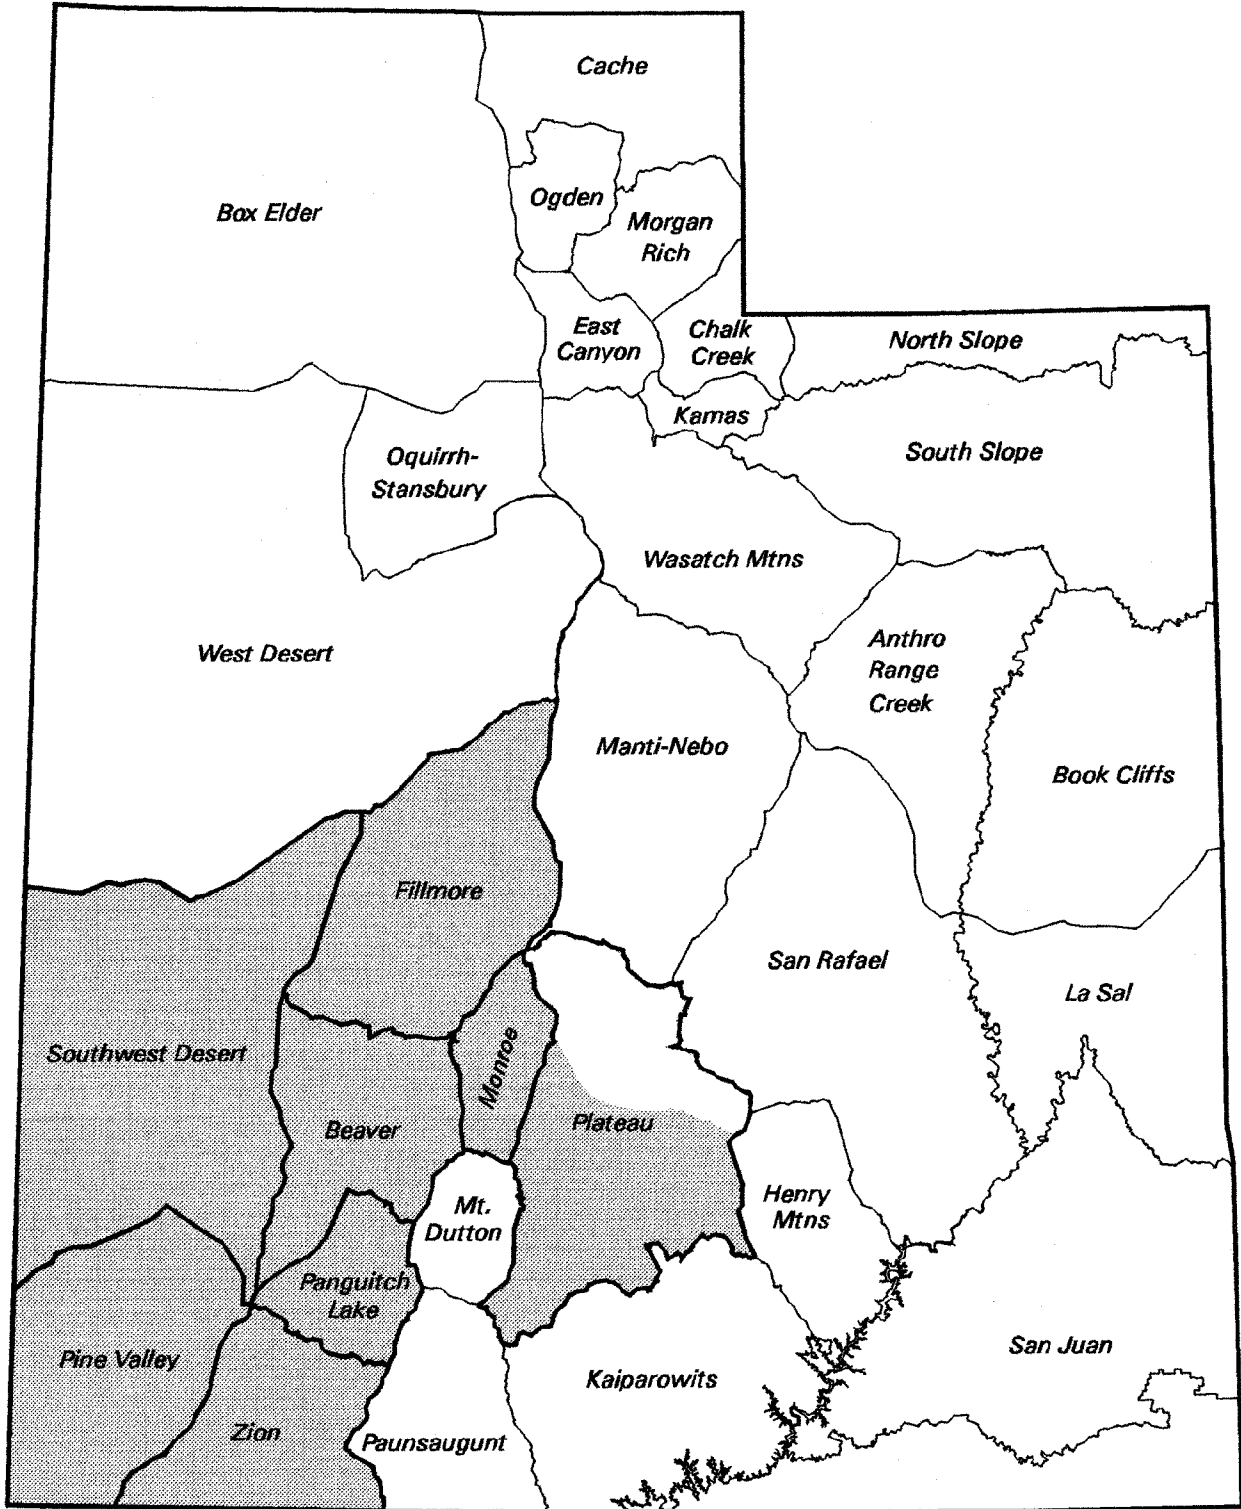 Cache
Ogden
Box Elder
Morgan
Rich
East
Canyon
Chalk
Creek
North Slope
Kamas
Oquirrh-
Stansbury
South Slope
Wasatch Mtns
West Desert
Anthro
Range
Creek
Manti-Nebo
Book Cliffs
Fillmore
San Rafael
La Sal
Southwest Desert
Monroe
Beaver
Plateau
Mt.
Dutton
Henry
Mtns
Panguitch
Lake
Pine Valley
San Juan
Kaiparowits
Zion
Paunsaugunt